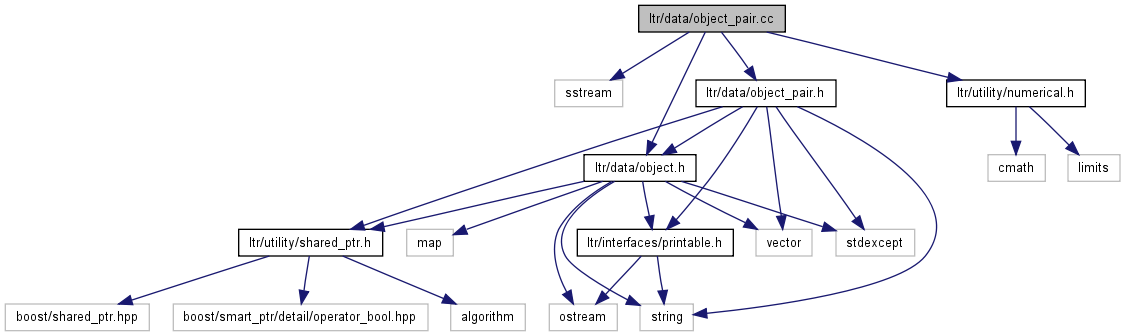 ltr/data/object_pair.cc
sstream
ltr/data/object_pair.h
ltr/utility/numerical.h
ltr/data/object.h
cmath
limits
ltr/utility/shared_ptr.h
map
ltr/interfaces/printable.h
vector
stdexcept
boost/shared_ptr.hpp
boost/smart_ptr/detail/operator_bool.hpp
algorithm
ostream
string